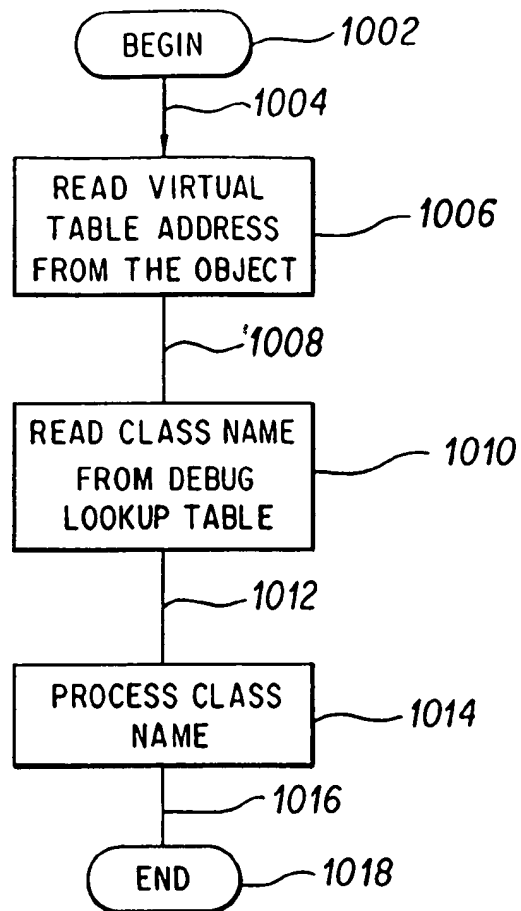 BEGIN
1002
1004
READ VIRTUAL
TABLE ADDRESS
FROM THE OBJECT
1006
1008
READ CLASS NAME
FROM DEBUG
LOOKUP TABLE
1010
1012
PROCESS CLASS
NAME
1014
1016
END
1018